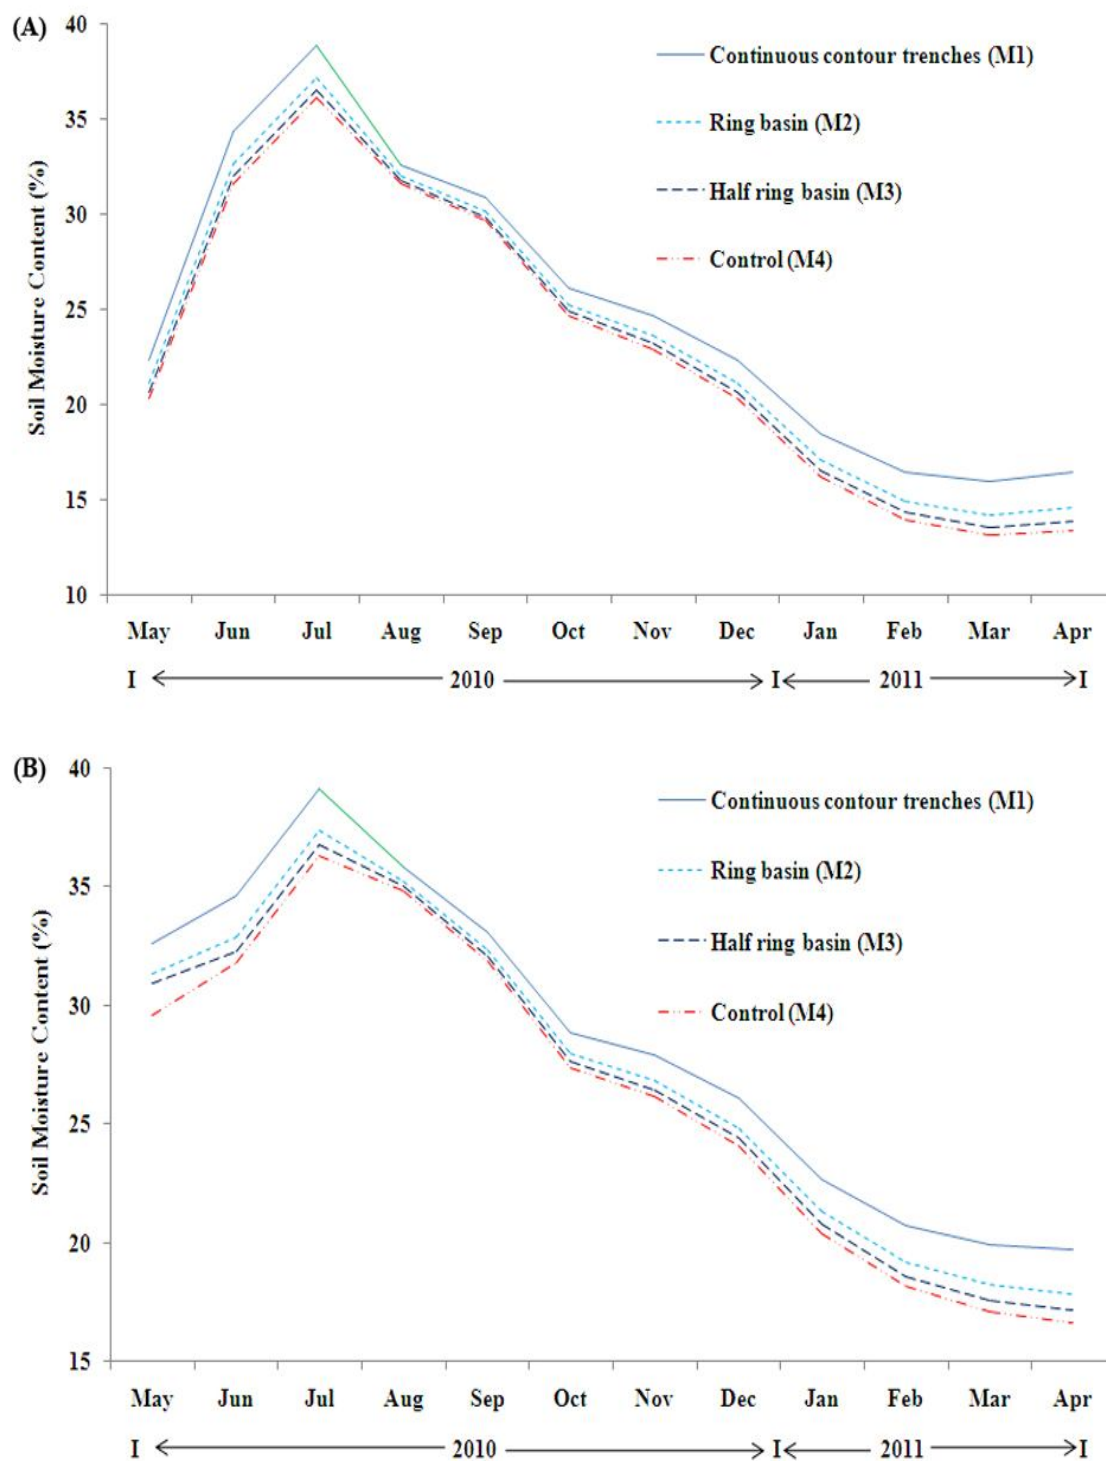 (A)
40
35
30
25
20
15
10
Soil Moisture Content (%)
Continuous contour trenches (M1)
Ring basin (M2)
Half ring basin (M3)
Control (M4)
May Jun Jul Aug Sep Oct Nov Dec Jan Feb Mar Apr
I 2010 I 2011 I
(B)
40
35
30
25
20
15
Soil Moisture Content (%)
Continuous contour trenches (M1)
Ring basin (M2)
Half ring basin (M3)
Control (M4)
May Jun Jul Aug Sep Oct Nov Dec Jan Feb Mar Apr
I 2010 I 2011 I